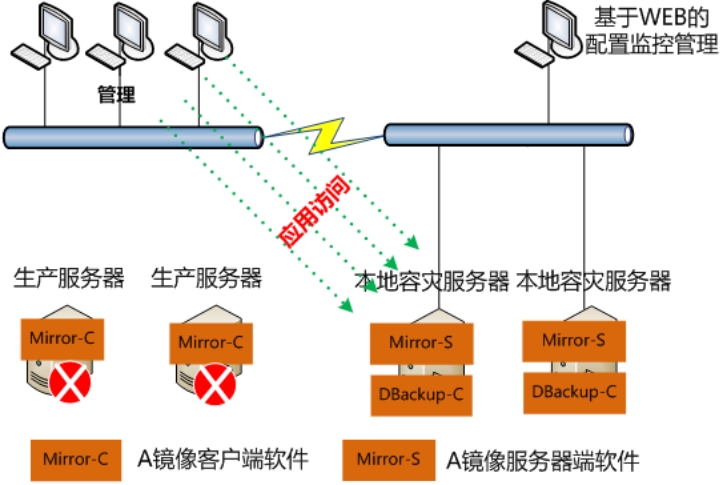 基于WEB的
配置监控管理
管理
应用访问
生产服务器
生产服务器
本地容灾服务器
本地容灾服务器
Mirror-C
Mirror-C
Mirror-S
Mirror-S
DBackup-C
DBackup-C
Mirror-C
A镜像客户端软件
Mirror-S
A镜像服务器端软件